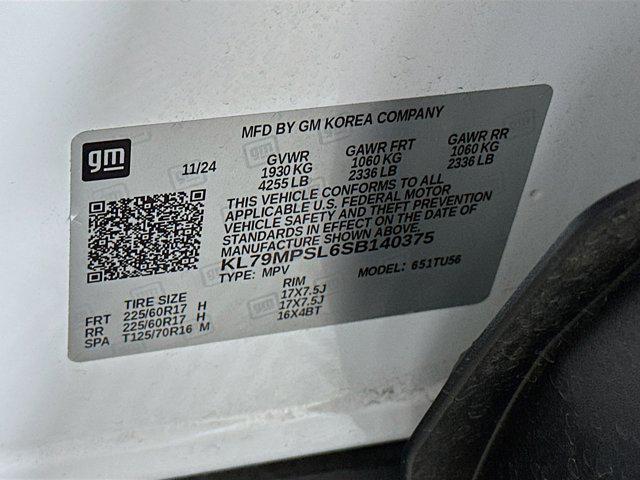 MFD BY GM KOREA COMPANY
gm
11/24
GVWR
1930 KG
4255 LB
GAWR FRT
1060 KG
2336 LB
GAWR RR
1060 KG
2336 LB
THIS VEHICLE CONFORMS TO ALL
APPLICABLE U.S. FEDERAL MOTOR
VEHICLE SAFETY AND THEFT PREVENTION
STANDARDS IN EFFECT ON THE DATE OF
MANUFACTURE SHOWN ABOVE.
KL79MPSL6SB140375
TYPE: MPV MODEL: 651TU56
TIRE SIZE RIM
FRT 225/60R17 H 17X7.5J
RR 225/60R17 H 17X7.5J
SPA T125/70R16 M 16X4BT